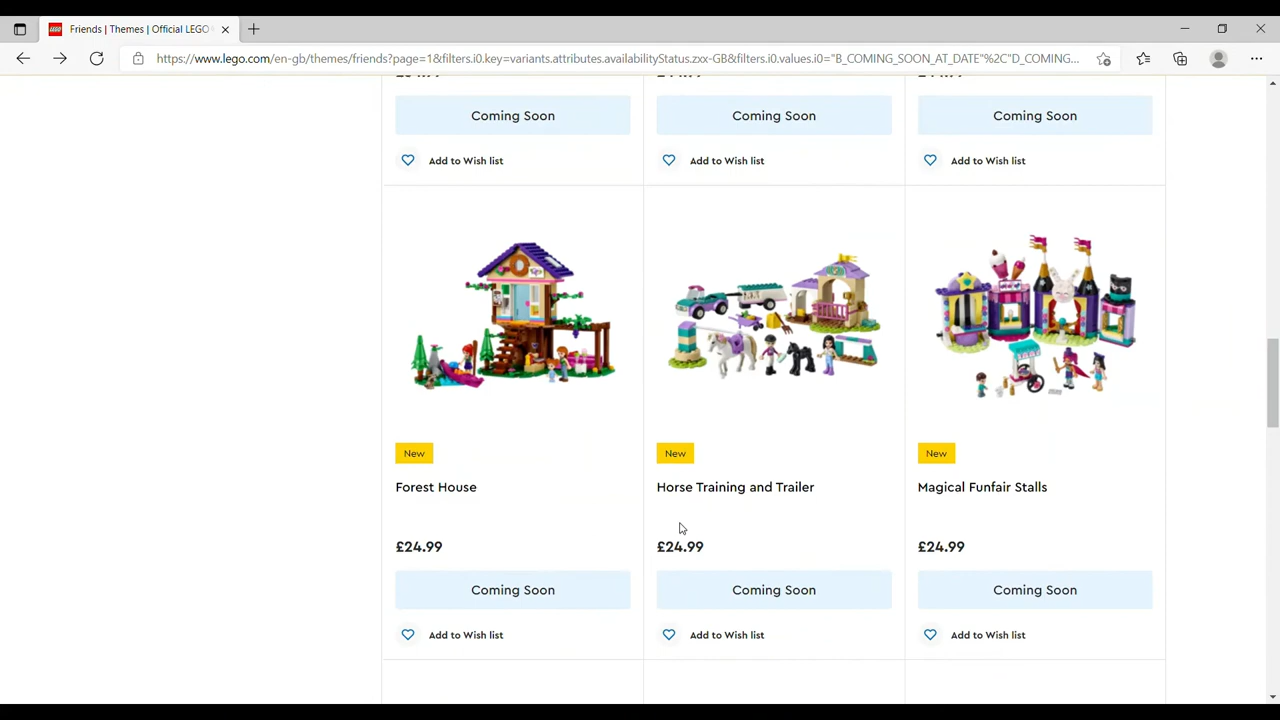 Friends | Themes | Official LEGO
https://www.lego.com/en-gb/themes/friends?page=1&filters.i0.key=variants.attributes.availabilityStatus.zxx-GB&filters.i0.values.i0="B_COMING_SOON_AT_DATE"%2C"D_COMING...
Coming Soon
Coming Soon
Coming Soon
Add to Wish list
Add to Wish list
Add to Wish list
New
New
New
Forest House
Horse Training and Trailer
Magical Funfair Stalls
£24.99
£24.99
£24.99
Coming Soon
Coming Soon
Coming Soon
Add to Wish list
Add to Wish list
Add to Wish list